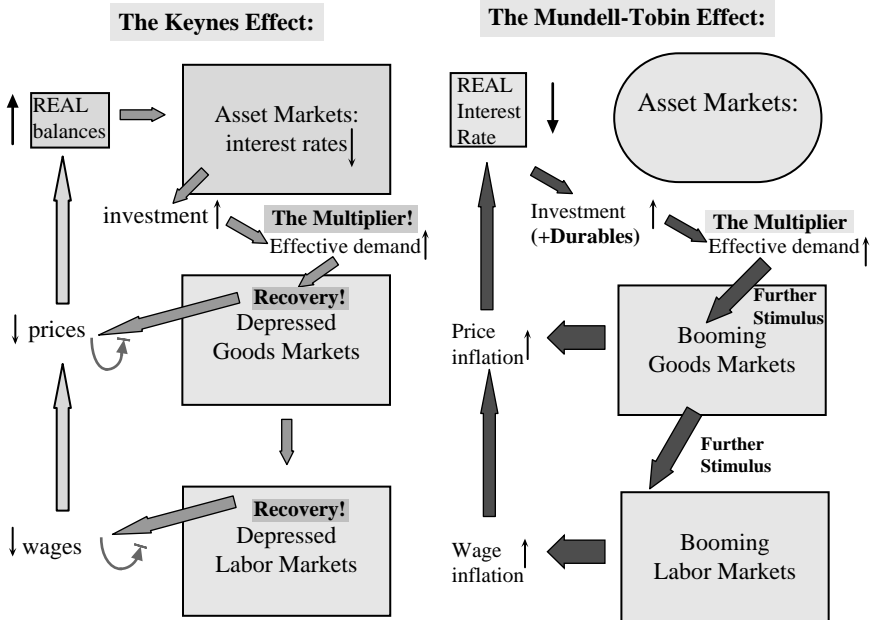 The Keynes Effect:
REAL
balances
Asset Markets:
interest rates
investment
The Multiplier!
Effective demand
Recovery!
Depressed
Goods Markets
prices
Recovery!
Depressed
Labor Markets
wages
The Mundell-Tobin Effect:
REAL
Interest
Rate
Asset Markets:
Investment
(+Durables)
The Multiplier
Effective demand
Further
Stimulus
Booming
Goods Markets
Price
inflation
Further
Stimulus
Booming
Labor Markets
Wage
inflation